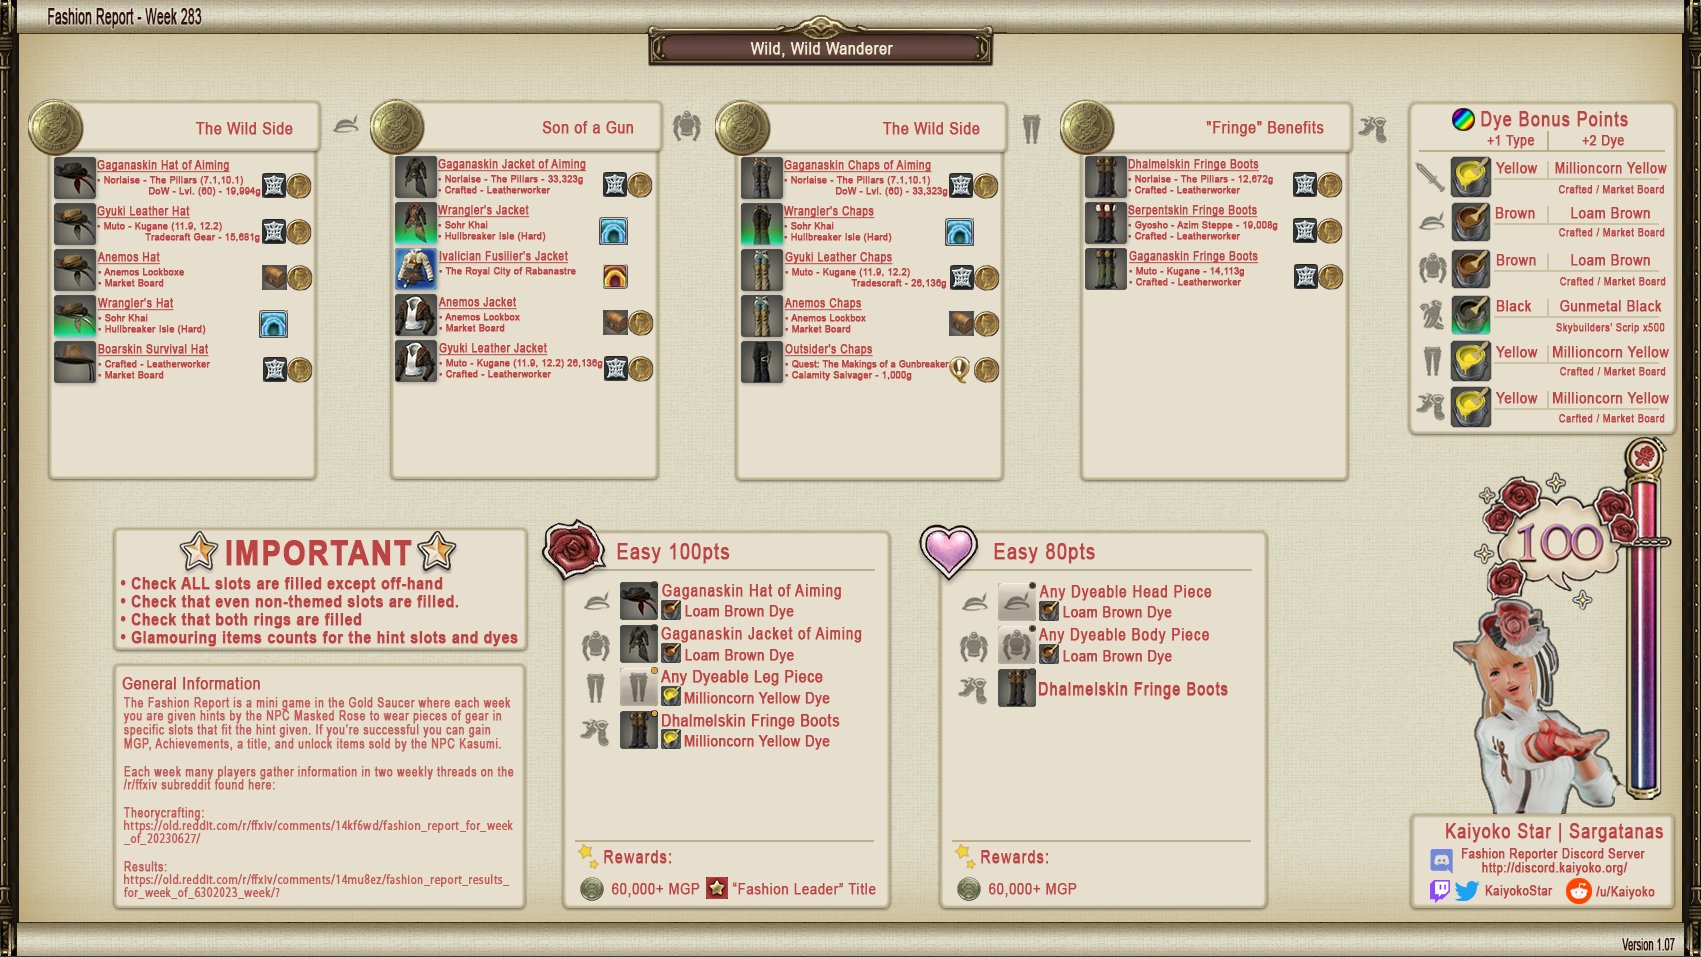 Fashion Report - Week 283
Wild, Wild Wanderer
The Wild Side
Gaganaskin Hat of Aiming
• Norlaise - The Pillars (7.1,10.1)
DoW - Lvl. (60) - 19,994g
Gyuki Leather Hat
• Muto - Kugane (11.9, 12.2)
Tradecraft Gear - 15,681g
Anemos Hat
• Anemos Lockboxe
• Market Board
Wrangler's Hat
• Sohr Khai
• Hullbreaker Isle (Hard)
Boarskin Survival Hat
• Crafted - Leatherworker
• Market Board
Son of a Gun
Gaganaskin Jacket of Aiming
• Norlaise - The Pillars - 33,323g
• Crafted - Leatherworker
Wrangler's Jacket
• Sohr Khai
• Hullbreaker Isle (Hard)
Ivalician Fusilier's Jacket
• The Royal City of Rabanastre
Anemos Jacket
• Anemos Lockbox
• Market Board
Gyuki Leather Jacket
• Muto - Kugane (11.9, 12.2) 26,136g
• Crafted - Leatherworker
The Wild Side
Gaganaskin Chaps of Aiming
• Norlaise - The Pillars (7.1,10.1)
DoW - Lvl. (60) - 33,323g
Wrangler's Chaps
• Sohr Khai
• Hullbreaker Isle (Hard)
Gyuki Leather Chaps
• Muto - Kugane (11.9, 12.2)
Tradescraft - 26,136g
Anemos Chaps
• Anemos Lockbox
• Market Board
Outsider's Chaps
• Quest: The Makings of a Gunbreaker
• Calamity Salvager - 1,000g
"Fringe" Benefits
Dhalmelskin Fringe Boots
• Norlaise - The Pillars - 12,672g
• Crafted - Leatherworker
Serpentskin Fringe Boots
• Gyosho - Azim Steppe - 19,008g
• Crafted - Leatherworker
Gaganaskin Fringe Boots
• Muto - Kugane - 14,113g
• Crafted - Leatherworker
Dye Bonus Points
+1 Type | +2 Dye
Yellow | Millioncorn Yellow
Crafted / Market Board
Brown | Loam Brown
Crafted / Market Board
Brown | Loam Brown
Crafted / Market Board
Black | Gunmetal Black
Skybuilders' Scrip x500
Yellow | Millioncorn Yellow
Crafted / Market Board
Yellow | Millioncorn Yellow
Carfted / Market Board
100
IMPORTANT
• Check ALL slots are filled except off-hand
• Check that even non-themed slots are filled.
• Check that both rings are filled
• Glamouring items counts for the hint slots and dyes
General Information
The Fashion Report is a mini game in the Gold Saucer where each week
you are given hints by the NPC Masked Rose to wear pieces of gear in
specific slots that fit the hint given. If you're successful you can gain
MGP, Achievements, a title, and unlock items sold by the NPC Kasumi.
Each week many players gather information in two weekly threads on the
/r/ffxiv subreddit found here:
Theorycrafting:
https://old.reddit.com/r/ffxiv/comments/14kf6wd/fashion_report_for_week
_of_20230627/
Results:
https://old.reddit.com/r/ffxiv/comments/14mu8ez/fashion_report_results_
for_week_of_6302023_week/?
Easy 100pts
Gaganaskin Hat of Aiming
Loam Brown Dye
Gaganaskin Jacket of Aiming
Loam Brown Dye
Any Dyeable Leg Piece
Millioncorn Yellow Dye
Dhalmelskin Fringe Boots
Millioncorn Yellow Dye
Rewards:
60,000+ MGP "Fashion Leader" Title
Easy 80pts
Any Dyeable Head Piece
Loam Brown Dye
Any Dyeable Body Piece
Loam Brown Dye
Dhalmelskin Fringe Boots
Rewards:
60,000+ MGP
Kaiyoko Star | Sargatanas
Fashion Reporter Discord Server
http://discord.kaiyoko.org/
KaiyokoStar /u/Kaiyoko
Version 1.07